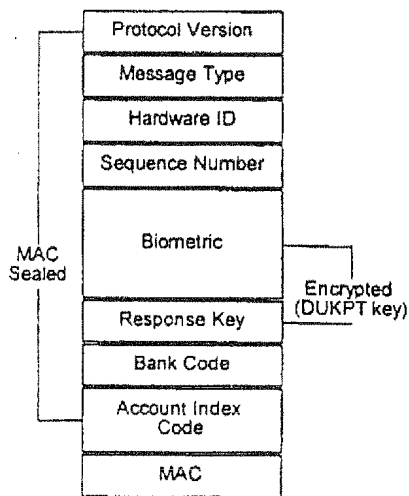 Protocol Version
Message Type
Hardware ID
Sequence Number
Biometric
MAC
Sealed
Encrypted
(DUKPT key)
Response Key
Bank Code
Account Index
Code
MAC